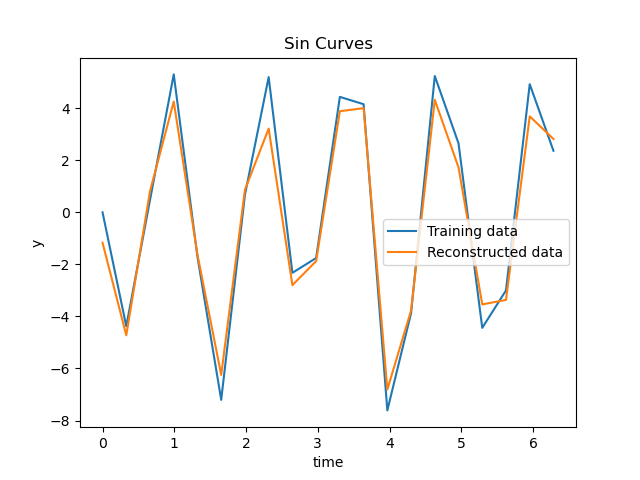 Sin Curves
4
2
0
−2
−4
−6
−8
y
Training data
Reconstructed data
0 1 2 3 4 5 6
time